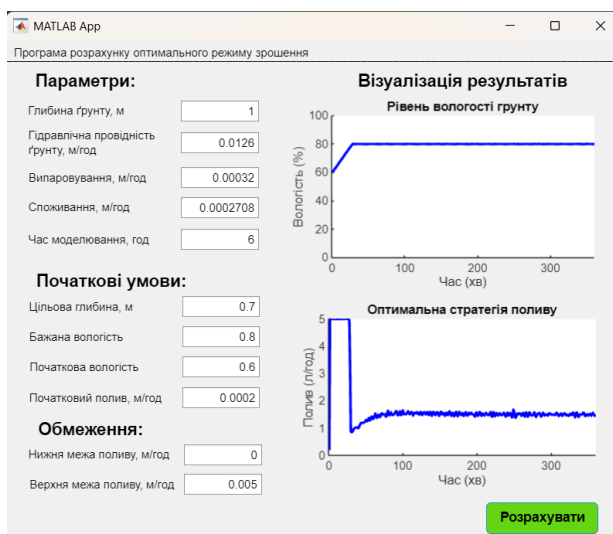 MATLAB App
Програма розрахунку оптимального режиму зрошення
Параметри:
Глибина ґрунту, м
1
Гідравлічна провідність
ґрунту, м/год
0.0126
Випаровування, м/год
0.00032
Споживання, м/год
0.0002708
Час моделювання, год
6
Початкові умови:
Цільова глибина, м
0.7
Бажана вологість
0.8
Початкова вологість
0.6
Початковий полив, м/год
0.0002
Обмеження:
Нижня межа поливу, м/год
0
Верхня межа поливу, м/год
0.005
Візуалізація результатів
Рівень вологості грунту
Вологість (%)
100
80
60
40
20
0
0 100 200 300
Час (хв)
Оптимальна стратегія поливу
Полив (л/год)
5
4
3
2
1
0
0 100 200 300
Час (хв)
Розрахувати